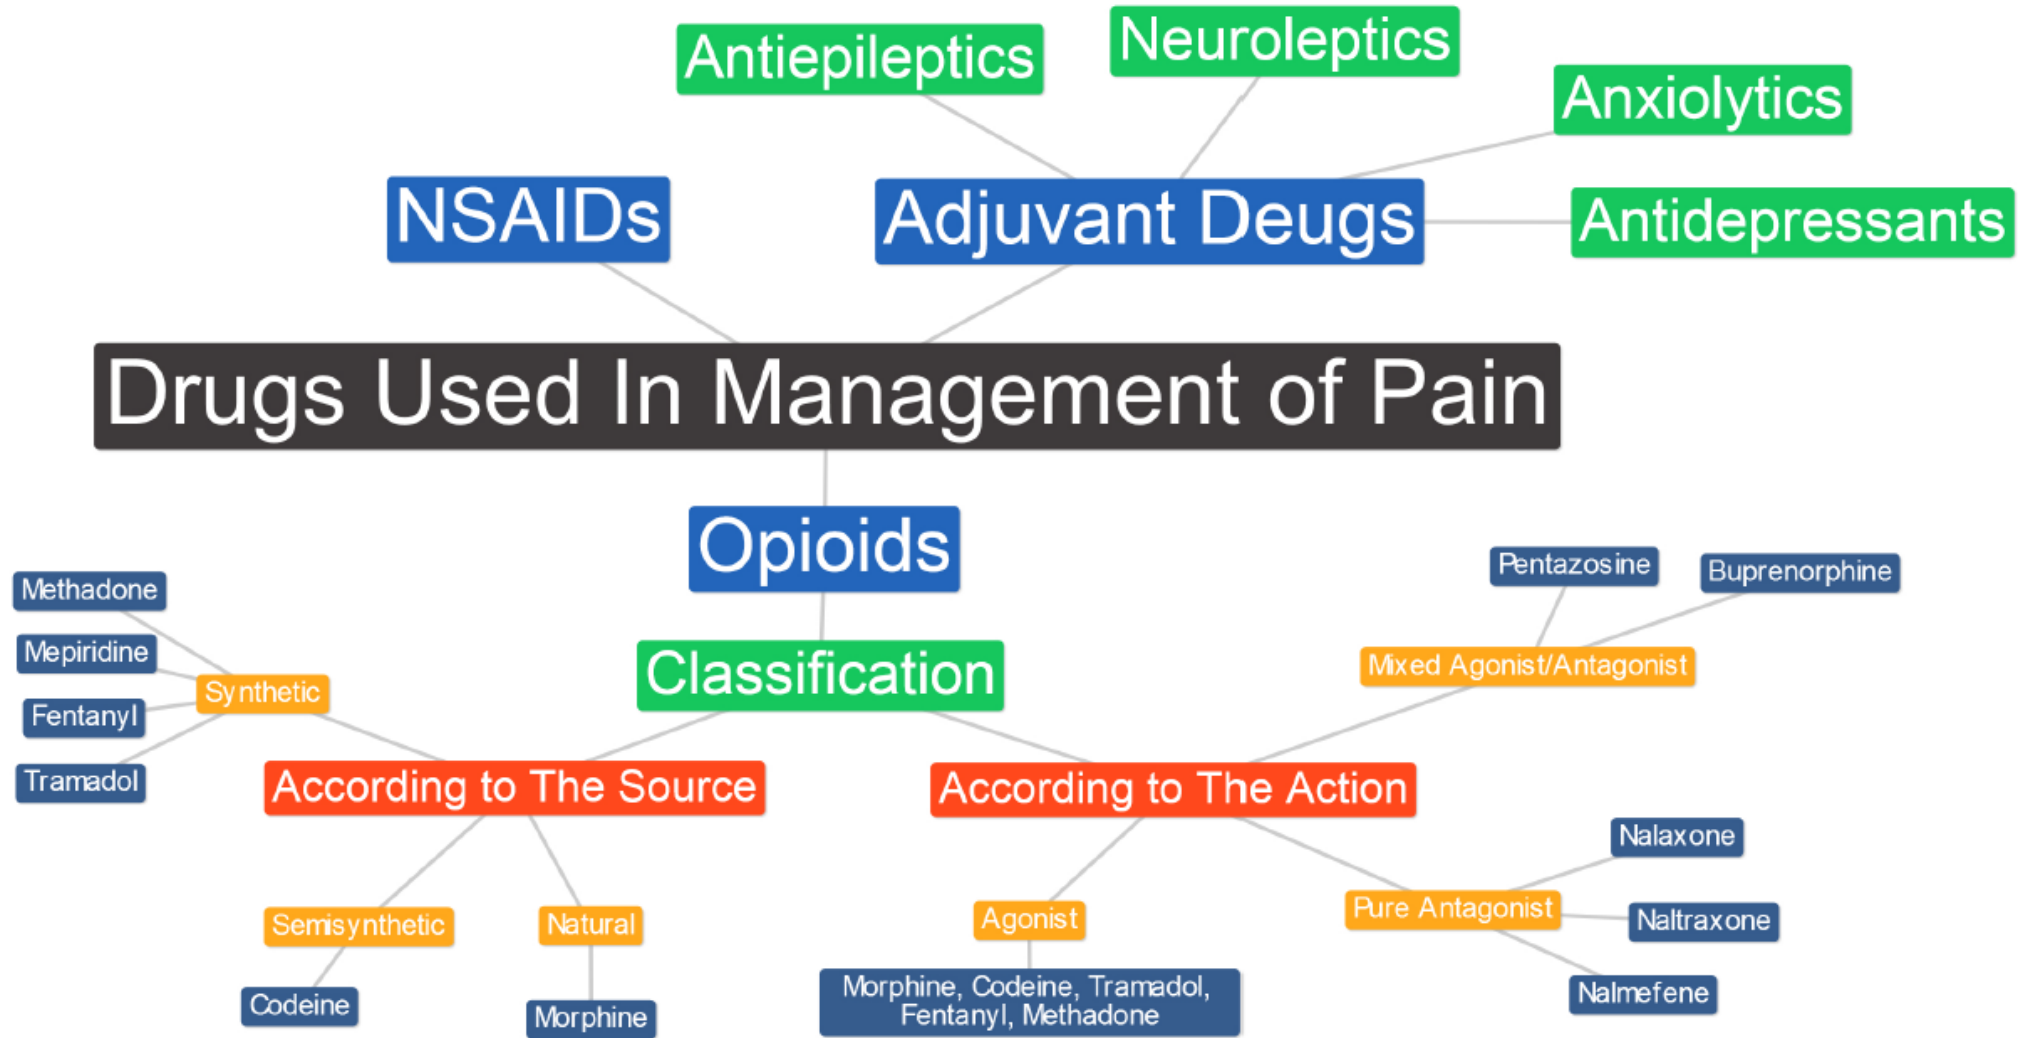 Neuroleptics
Antiepileptics
Anxiolytics
NSAIDs
Adjuvant Deugs
Antidepressants
Drugs Used In Management of Pain
Opioids
Classification
Methadone
Mepiridine
Synthetic
Fentanyl
Tramadol
According to The Source
Semisynthetic
Natural
Codeine
Morphine
Pentazosine
Buprenorphine
Mixed Agonist/Antagonist
According to The Action
Agonist
Morphine, Codeine, Tramadol,
Fentanyl, Methadone
Nalaxone
Pure Antagonist
Naltraxone
Nalmefene